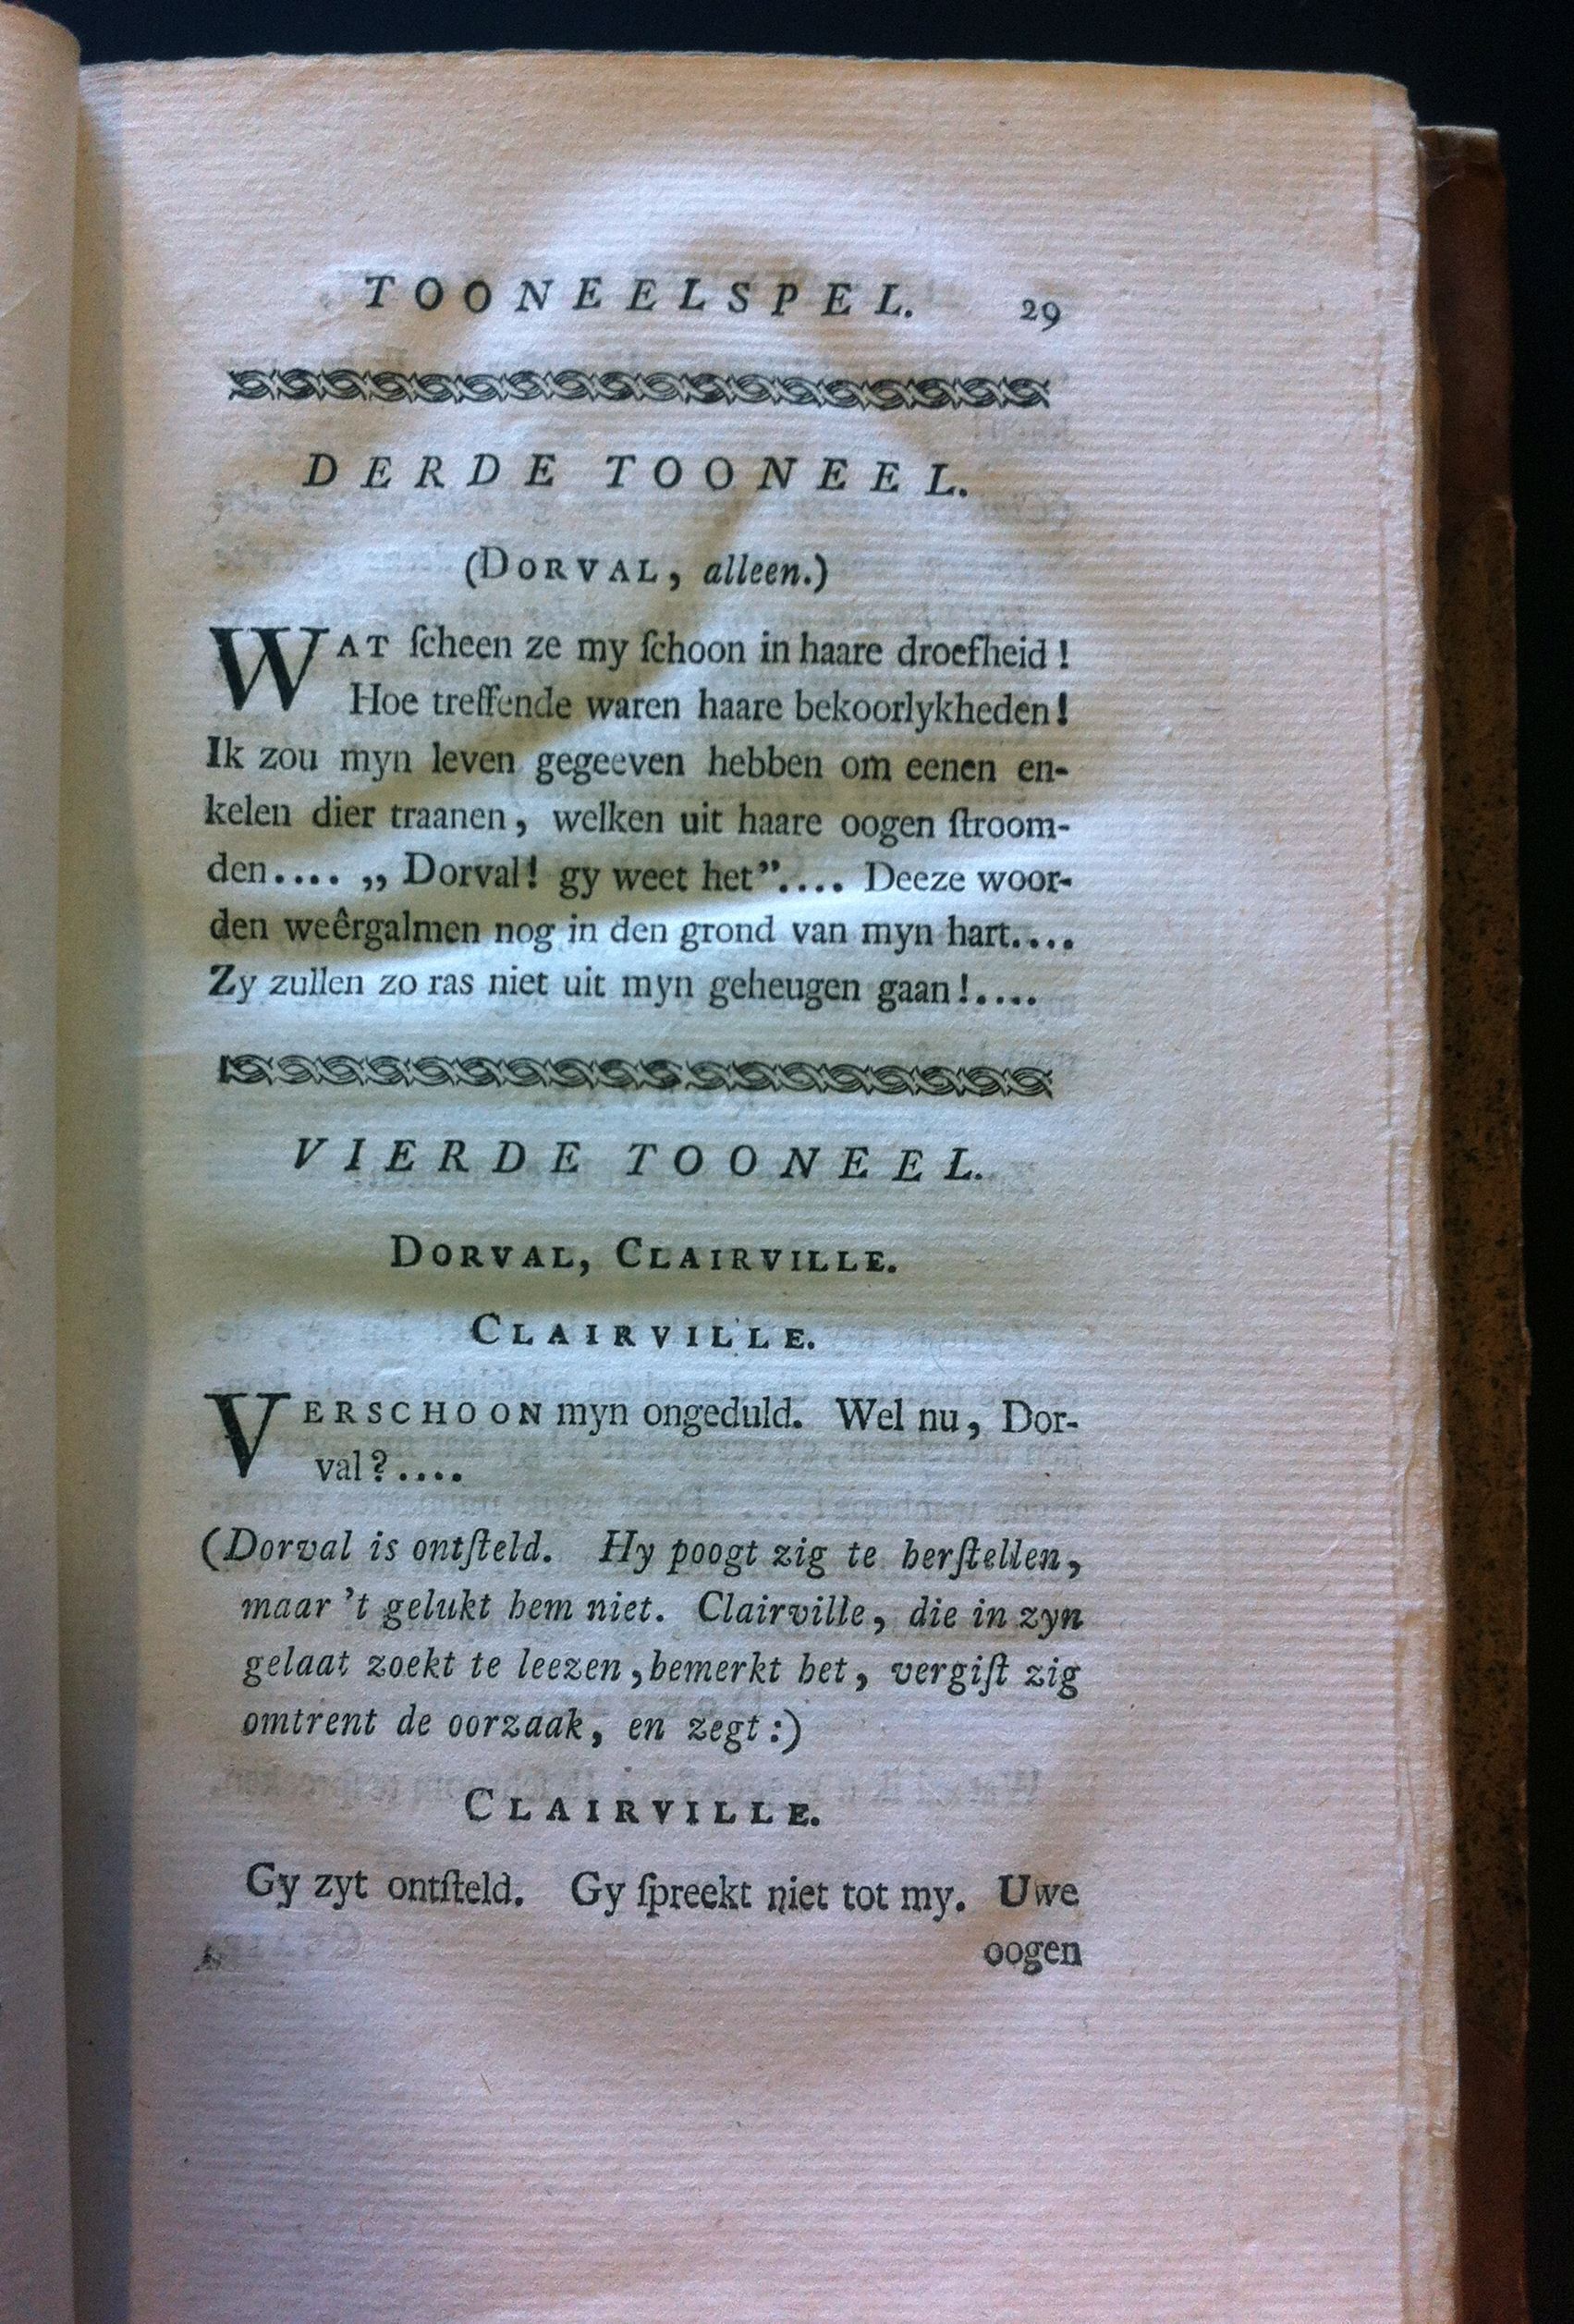 TOONEELSPEL. 29
DERDE TOONEEL.
(DORVAL, alleen.)
WAT ſcheen ze my ſchoon in haare droefheid!
Hoe treffende waren haare bekoorlykheden!
Ik zou myn leven gegeeven hebben om eenen en-
kelen dier traanen, welken uit haare oogen ſtroom-
den.... „ Dorval! gy weet het”.... Deeze woor-
den weêrgalmen nog in den grond van myn hart....
Zy zullen zo ras niet uit myn geheugen gaan!....
VIERDE TOONEEL.
DORVAL, CLAIRVILLE.
CLAIRVILLE.
VERSCHOON myn ongeduld. Wel nu, Dor-
val?....
(Dorval is ontſteld. Hy poogt zig te herſtellen,
maar 't gelukt hem niet. Clairville, die in zyn
gelaat zoekt te leezen, bemerkt het, vergiſt zig
omtrent de oorzaak, en zegt:)
CLAIRVILLE.
Gy zyt ontſteld. Gy ſpreekt niet tot my. Uwe
oogen